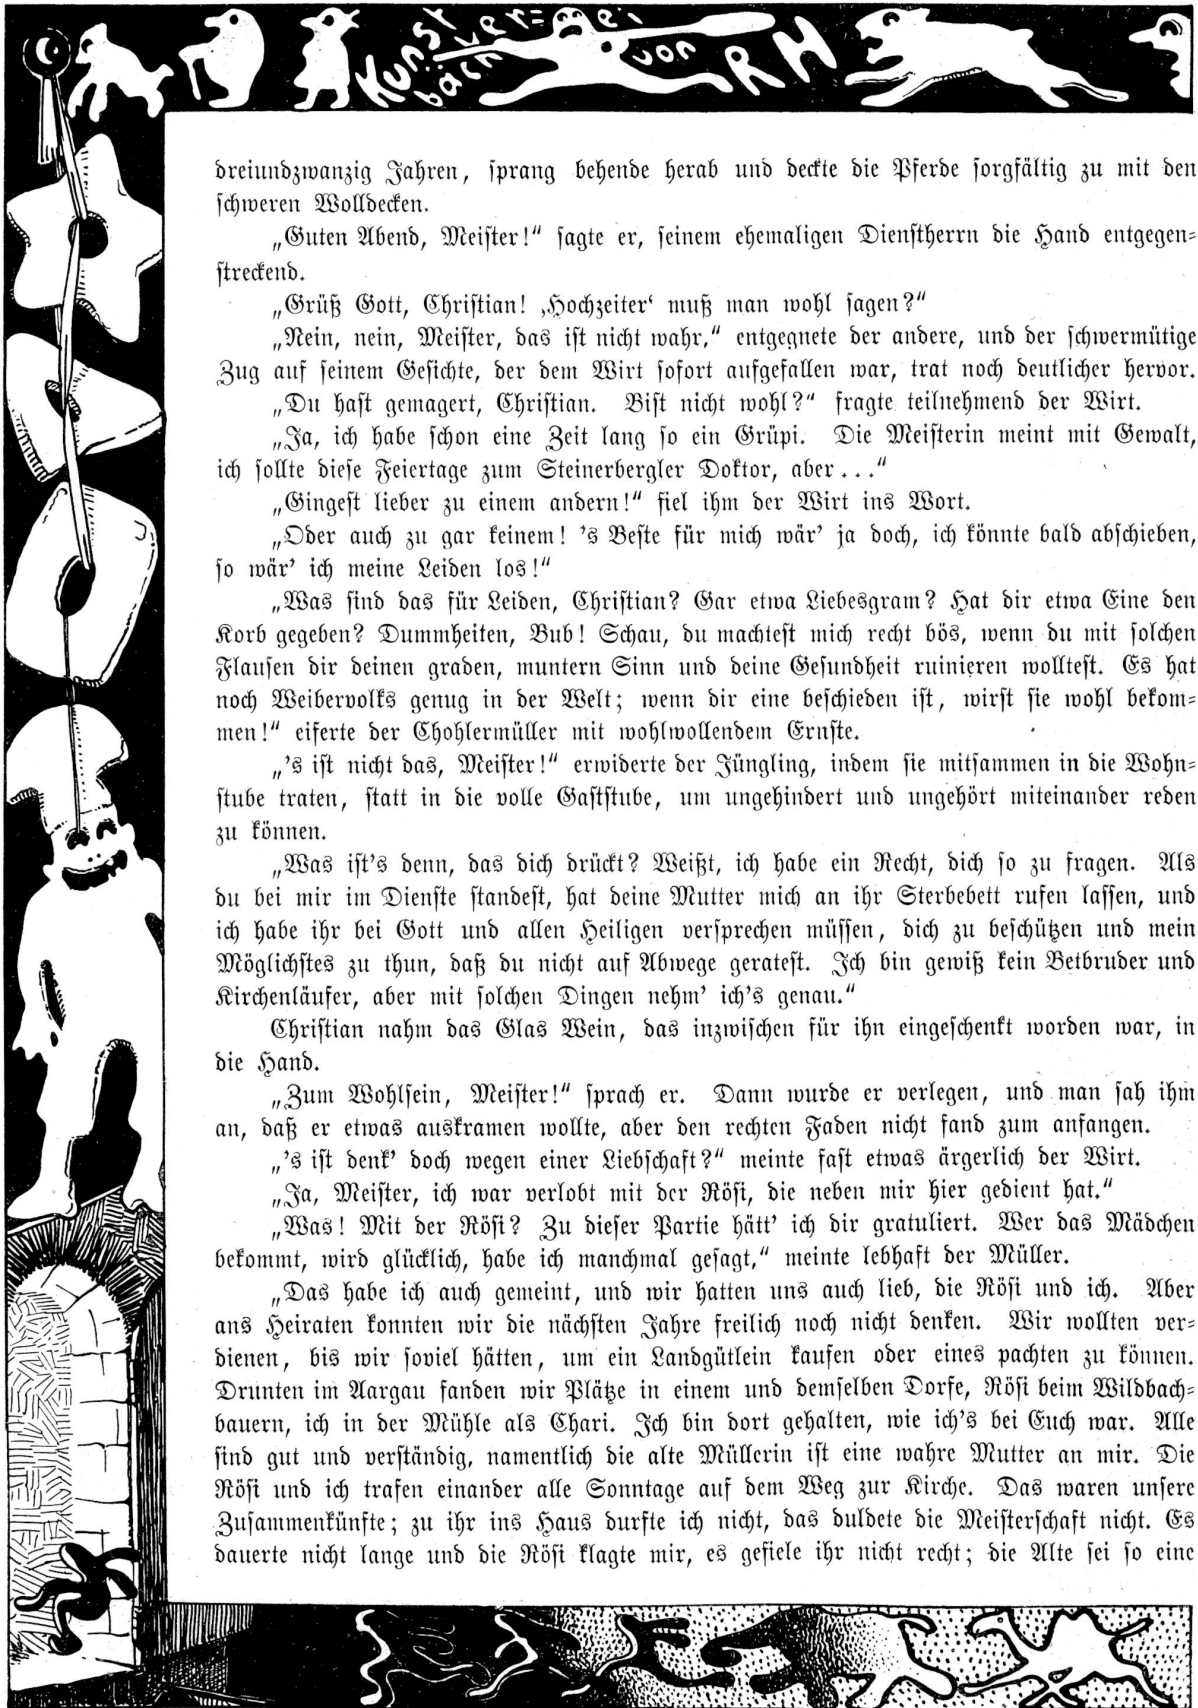 Kunst ver=ei
bäck von
RH
dreiundzwanzig Jahren, sprang behende herab und deckte die Pferde sorgfältig zu mit den
schweren Wolldecken.
„Guten Abend, Meister!“ sagte er, seinem ehemaligen Dienstherrn die Hand entgegen=
streckend.
„Grüß Gott, Christian! ‚Hochzeiter‘ muß man wohl sagen?“
„Nein, nein, Meister, das ist nicht wahr,“ entgegnete der andere, und der schwermütige
Zug auf seinem Gesichte, der dem Wirt sofort aufgefallen war, trat noch deutlicher hervor.
„Du hast gemagert, Christian. Bist nicht wohl?“ fragte teilnehmend der Wirt.
„Ja, ich habe schon eine Zeit lang so ein Grüpi. Die Meisterin meint mit Gewalt,
ich sollte diese Feiertage zum Steinerbergler Doktor, aber ...“
„Gingest lieber zu einem andern!“ fiel ihm der Wirt ins Wort.
„Oder auch zu gar keinem! ’s Beste für mich wär’ ja doch, ich könnte bald abschieben,
so wär’ ich meine Leiden los!“
„Was sind das für Leiden, Christian? Gar etwa Liebesgram? Hat dir etwa Eine den
Korb gegeben? Dummheiten, Bub! Schau, du machtest mich recht bös, wenn du mit solchen
Flausen dir deinen graden, muntern Sinn und deine Gesundheit ruinieren wolltest. Es hat
noch Weibervolks genug in der Welt; wenn dir eine beschieden ist, wirst sie wohl bekom=
men!“ eiferte der Chohlermüller mit wohlwollendem Ernste.
„’s ist nicht das, Meister!“ erwiderte der Jüngling, indem sie mitsammen in die Wohn=
stube traten, statt in die volle Gaststube, um ungehindert und ungehört miteinander reden
zu können.
„Was ist’s denn, das dich drückt? Weißt, ich habe ein Recht, dich so zu fragen. Als
du bei mir im Dienste standest, hat deine Mutter mich an ihr Sterbebett rufen lassen, und
ich habe ihr bei Gott und allen Heiligen versprechen müssen, dich zu beschützen und mein
Möglichstes zu thun, daß du nicht auf Abwege geratest. Ich bin gewiß kein Betbruder und
Kirchenläufer, aber mit solchen Dingen nehm’ ich’s genau.“
Christian nahm das Glas Wein, das inzwischen für ihn eingeschenkt worden war, in
die Hand.
„Zum Wohlsein, Meister!“ sprach er. Dann wurde er verlegen, und man sah ihm
an, daß er etwas auskramen wollte, aber den rechten Faden nicht fand zum anfangen.
„’s ist denk’ doch wegen einer Liebschaft?“ meinte fast etwas ärgerlich der Wirt.
„Ja, Meister, ich war verlobt mit der Rösi, die neben mir hier gedient hat.“
„Was! Mit der Rösi? Zu dieser Partie hätt’ ich dir gratuliert. Wer das Mädchen
bekommt, wird glücklich, habe ich manchmal gesagt,“ meinte lebhaft der Müller.
„Das habe ich auch gemeint, und wir hatten uns auch lieb, die Rösi und ich. Aber
ans Heiraten konnten wir die nächsten Jahre freilich noch nicht denken. Wir wollten ver=
dienen, bis wir soviel hätten, um ein Landgütlein kaufen oder eines pachten zu können.
Drunten im Aargau fanden wir Plätze in einem und demselben Dorfe, Rösi beim Wildbach=
bauern, ich in der Mühle als Chari. Ich bin dort gehalten, wie ich’s bei Euch war. Alle
sind gut und verständig, namentlich die alte Müllerin ist eine wahre Mutter an mir. Die
Rösi und ich trafen einander alle Sonntage auf dem Weg zur Kirche. Das waren unsere
Zusammenkünfte; zu ihr ins Haus durfte ich nicht, das duldete die Meisterschaft nicht. Es
dauerte nicht lange und die Rösi klagte mir, es gefiele ihr nicht recht; die Alte sei so eine